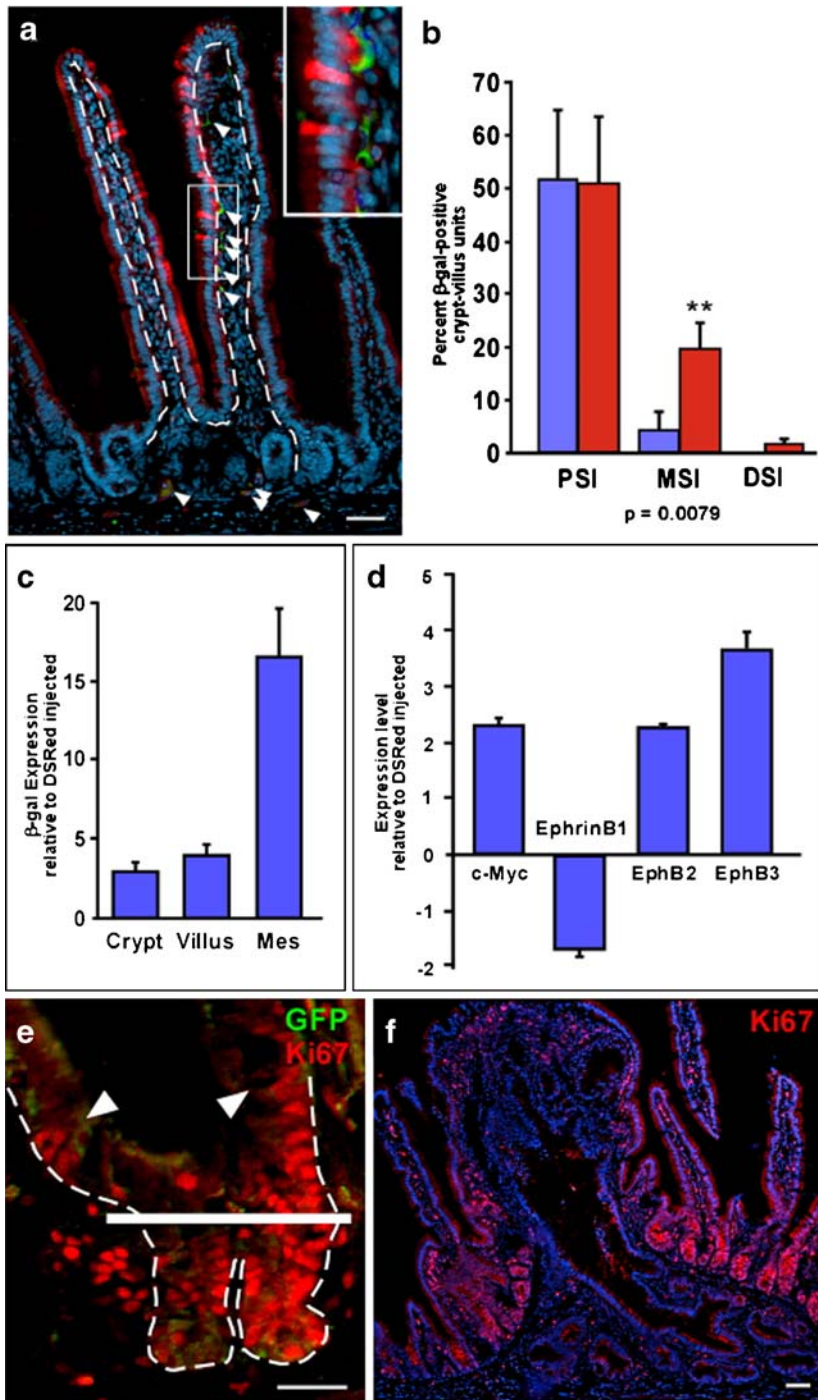 a
b
Percent β-gal-positive
crypt-villus units
70
60
50
40
30
20
10
0
**
PSI
MSI
DSI
p = 0.0079
c
β-gal Expression
relative to DSRed injected
20
15
10
5
0
Crypt
Villus
Mes
d
Expression level
relative to DSRed injected
5
4
3
2
1
0
-1
-2
EphrinB1
c-Myc
EphB2
EphB3
e
GFP
Ki67
f
Ki67